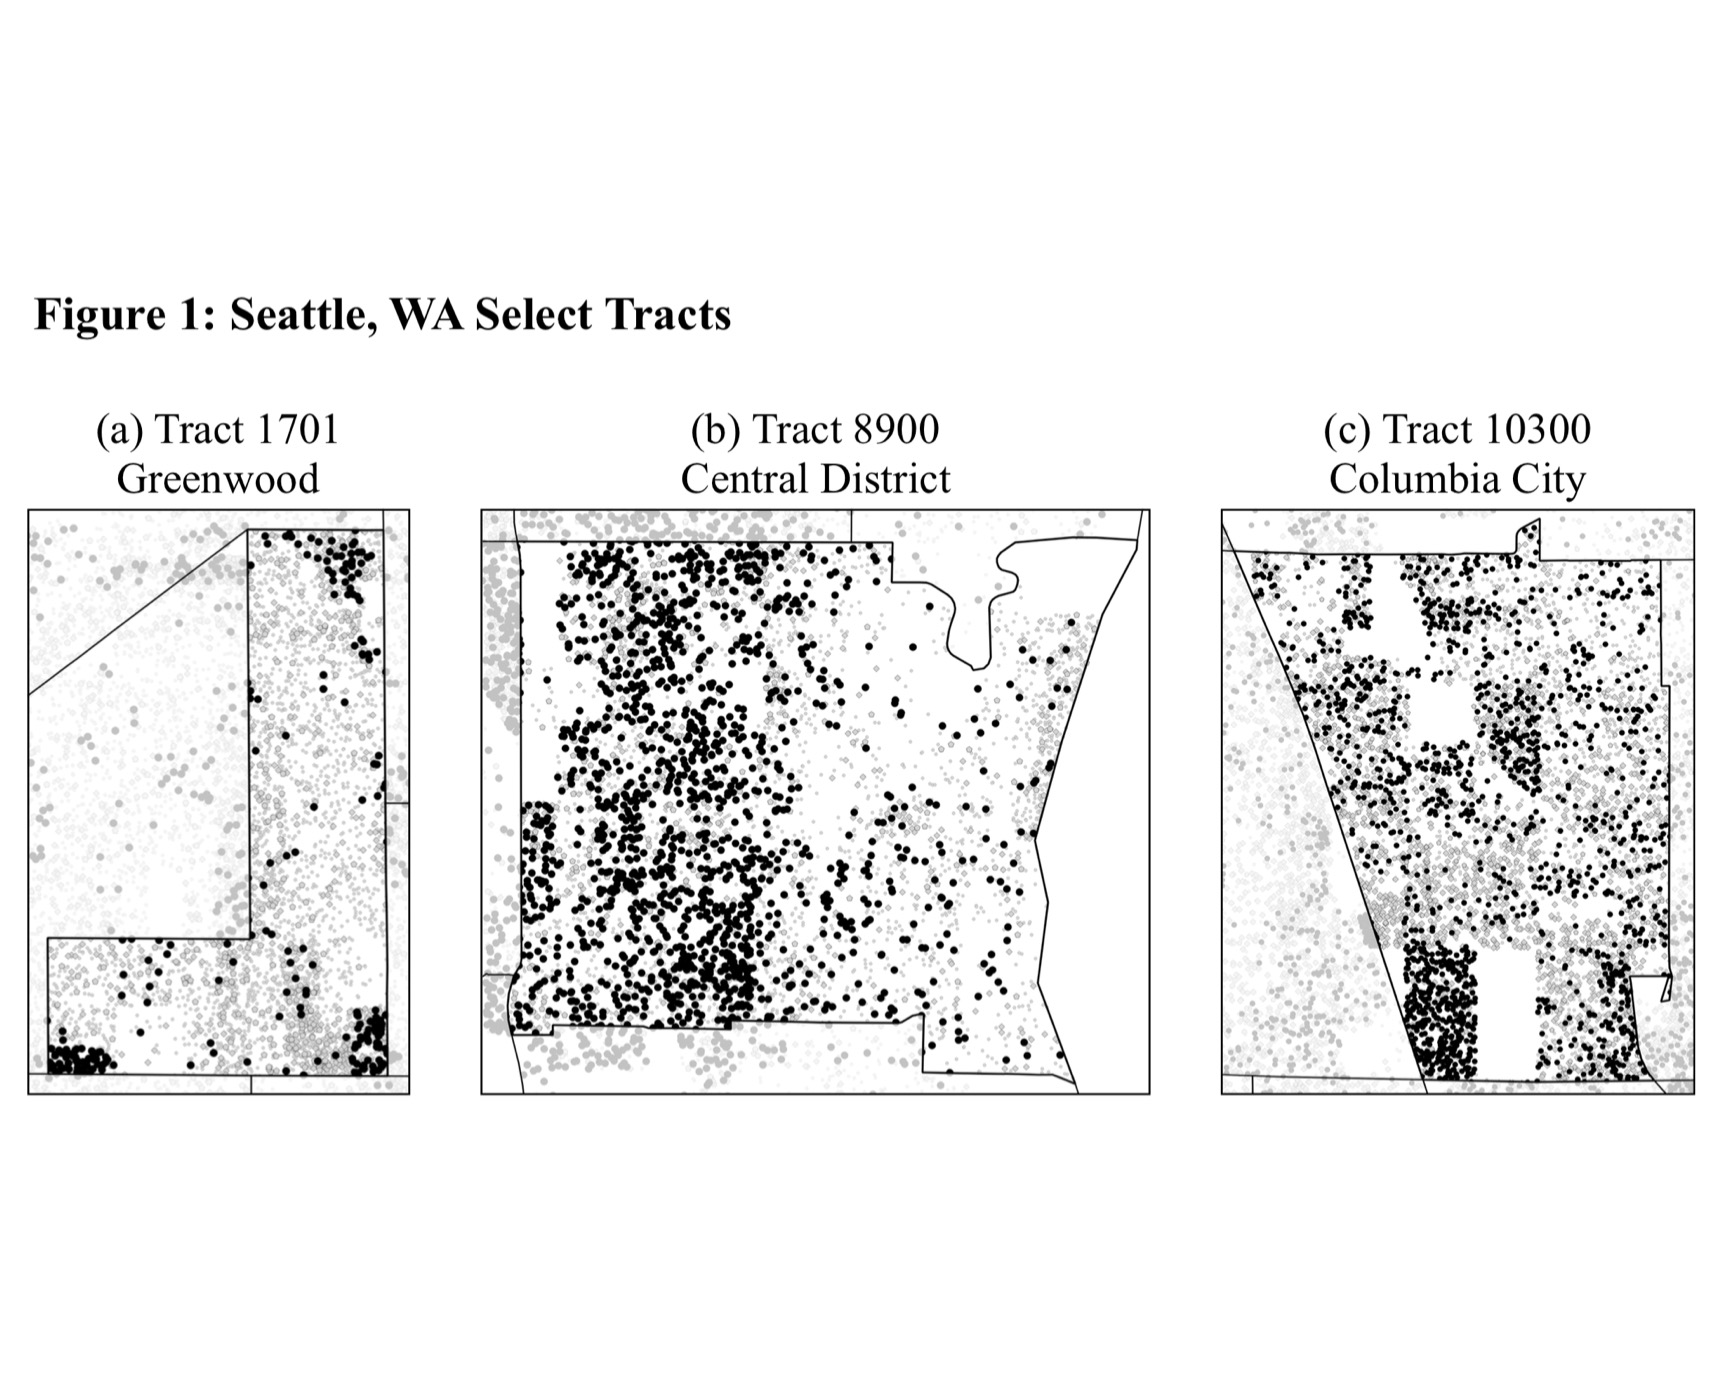 Figure 1: Seattle, WA Select Tracts
(a) Tract 1701
Greenwood
(b) Tract 8900
Central District
(c) Tract 10300
Columbia City